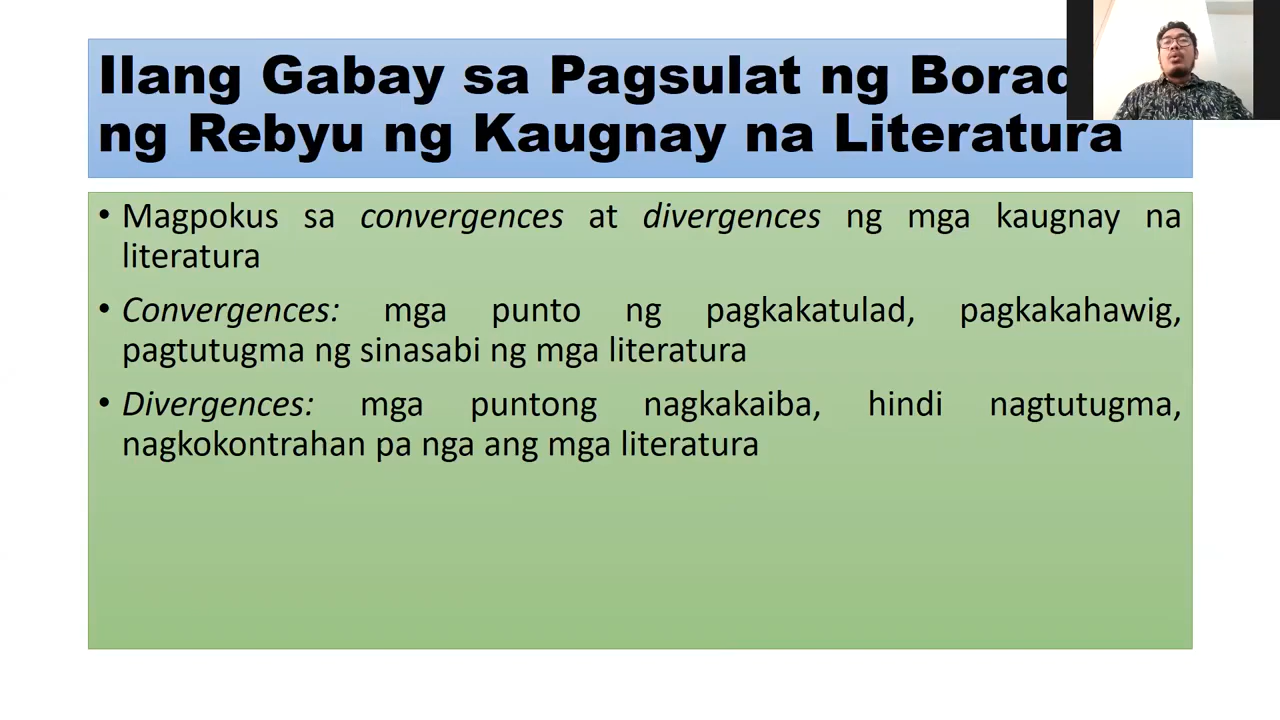 Ilang Gabay sa Pagsulat ng
ng Rebyu ng Kaugnay na Literatura
• Magpokus sa convergences at divergences ng mga kaugnay na
literatura
• Convergences: mga punto ng pagkakatulad, pagkakahawig,
pagtutugma ng sinasabi ng mga literatura
• Divergences: mga puntong nagkakaiba, hindi nagtutugma,
nagkokontrahan pa nga ang mga literatura